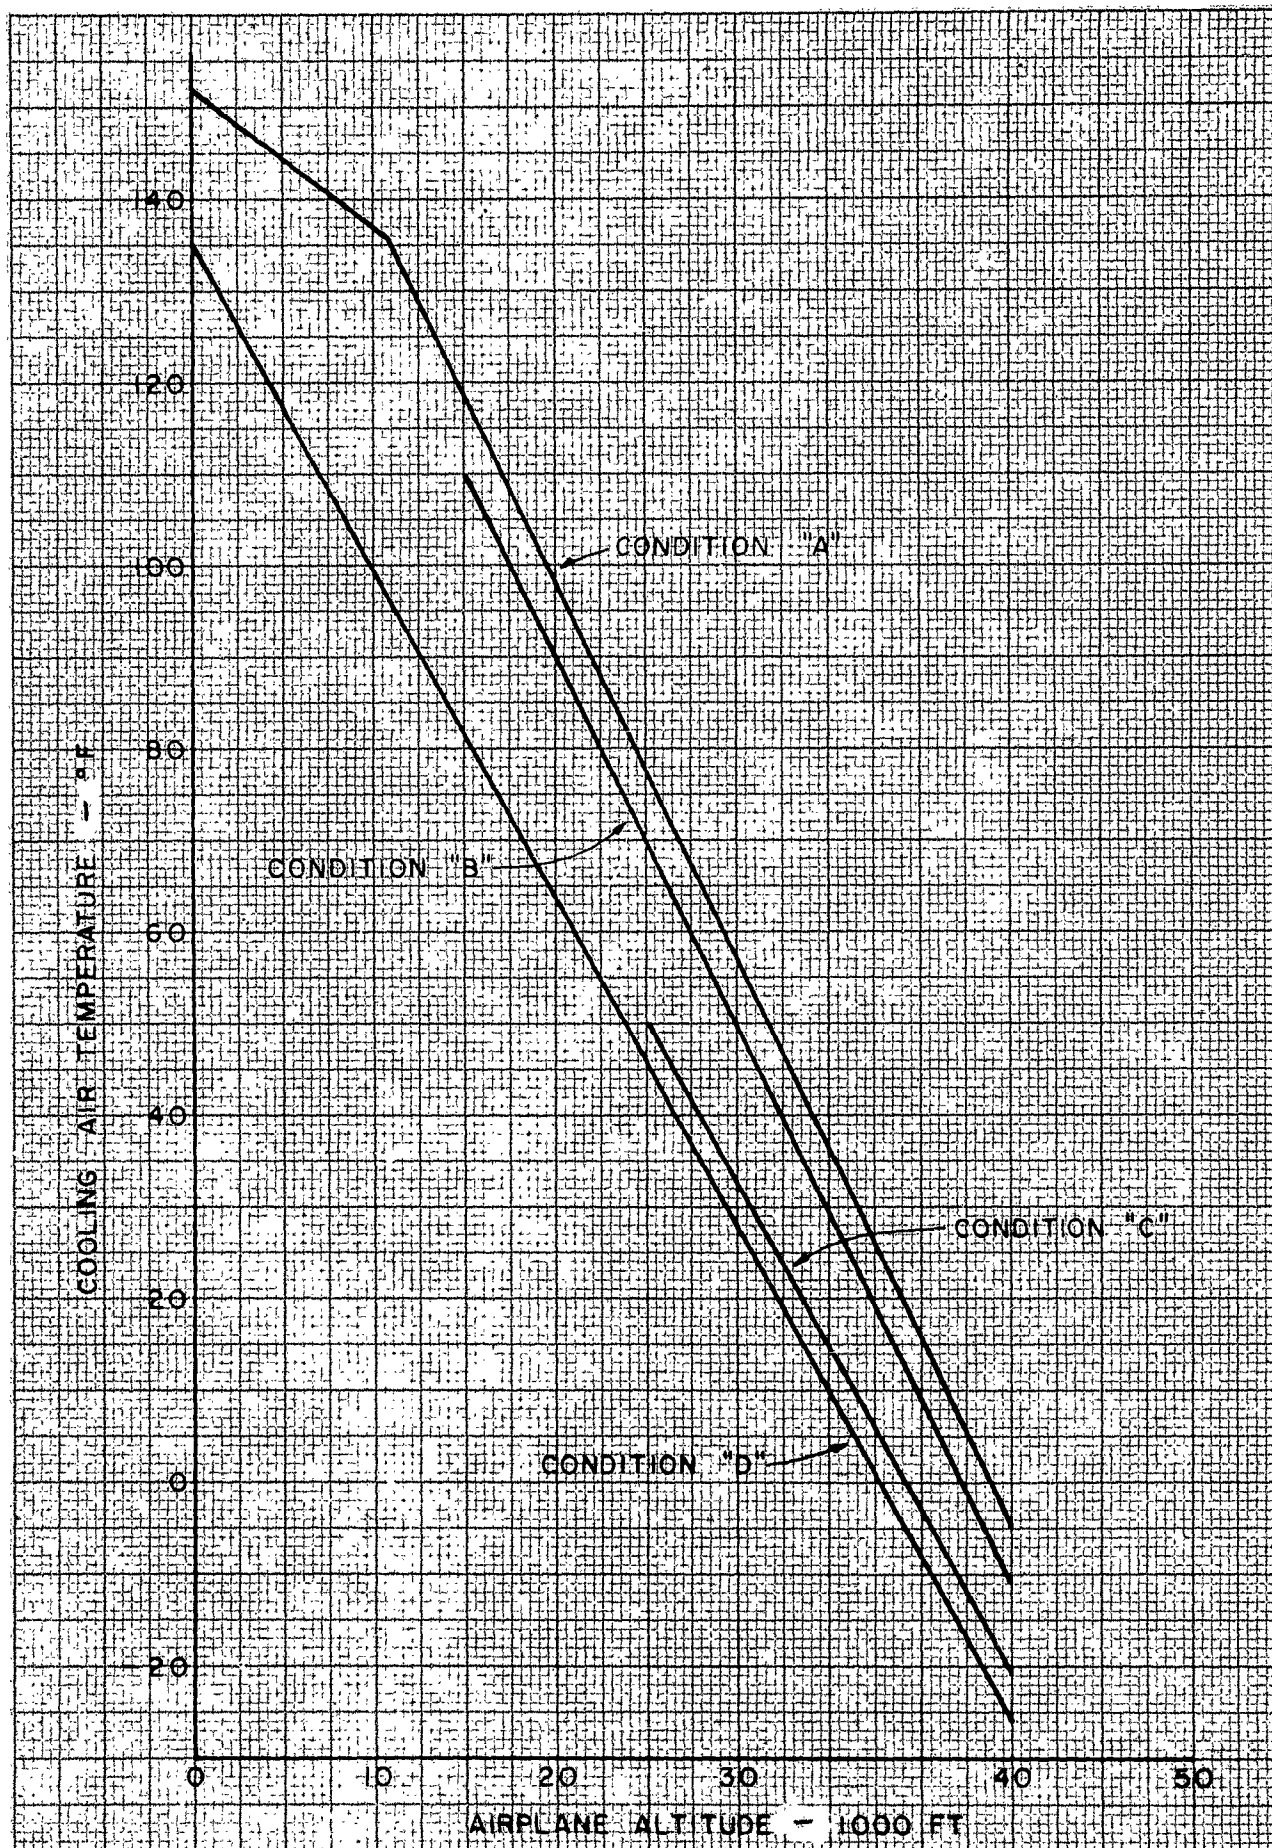 140
120
CONDITION "A"
100
80
CONDITION "B"
60
40
CONDITION "C"
20
CONDITION "D"
0
-20
0 10 20 30 40 50
AIRPLANE ALTITUDE - 1000 FT
COOLING AIR TEMPERATURE - °F